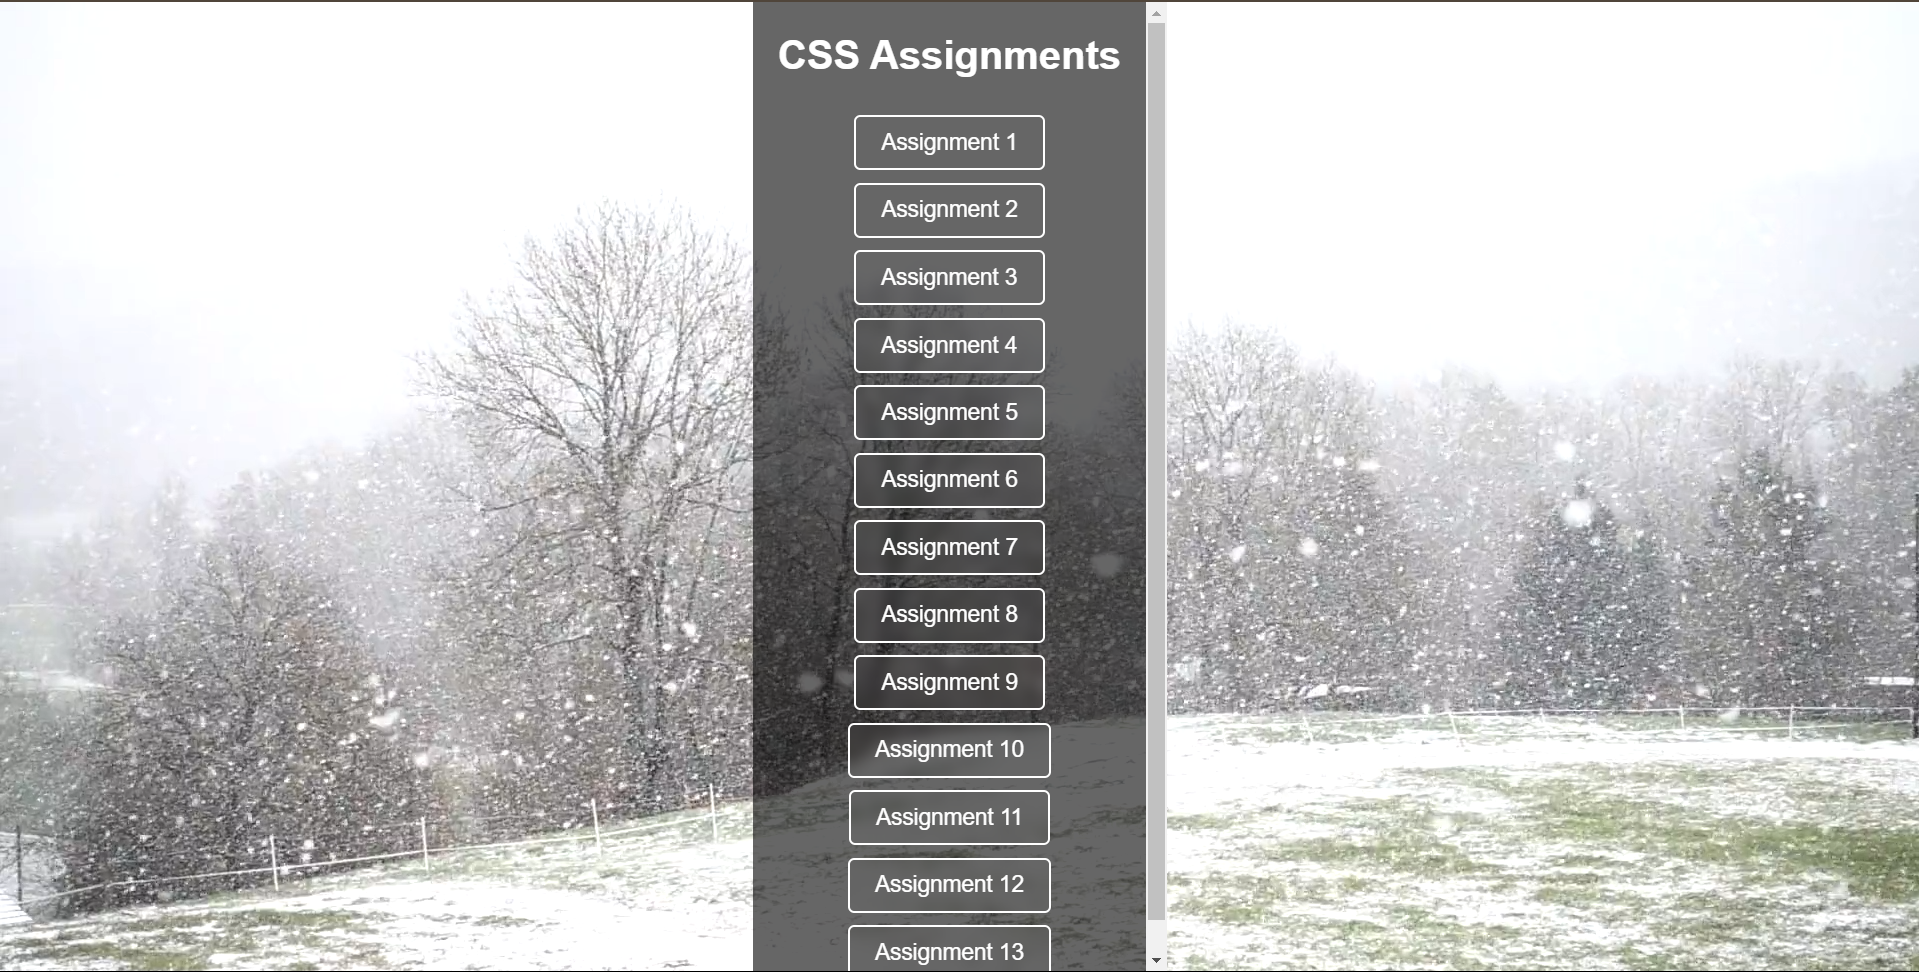 CSS Assignments
Assignment 1
Assignment 2
Assignment 3
Assignment 4
Assignment 5
Assignment 6
Assignment 7
Assignment 8
Assignment 9
Assignment 10
Assignment 11
Assignment 12
Assignment 13